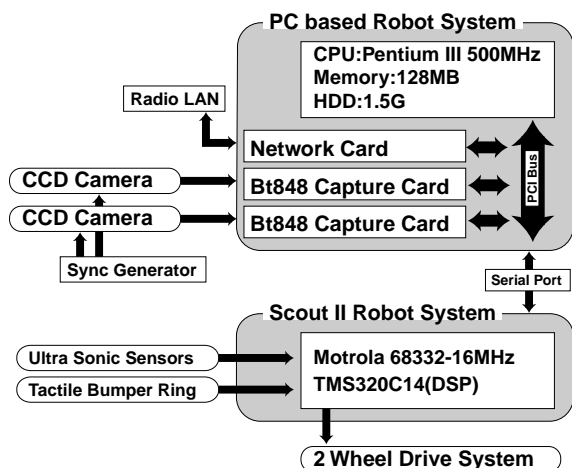 PC based Robot System
CPU:Pentium III 500MHz
Memory:128MB
HDD:1.5G
Radio LAN
Network Card
CCD Camera
Bt848 Capture Card
CCD Camera
Bt848 Capture Card
PCI Bus
Sync Generator
Serial Port
Scout II Robot System
Ultra Sonic Sensors
Motrola 68332-16MHz
Tactile Bumper Ring
TMS320C14(DSP)
2 Wheel Drive System